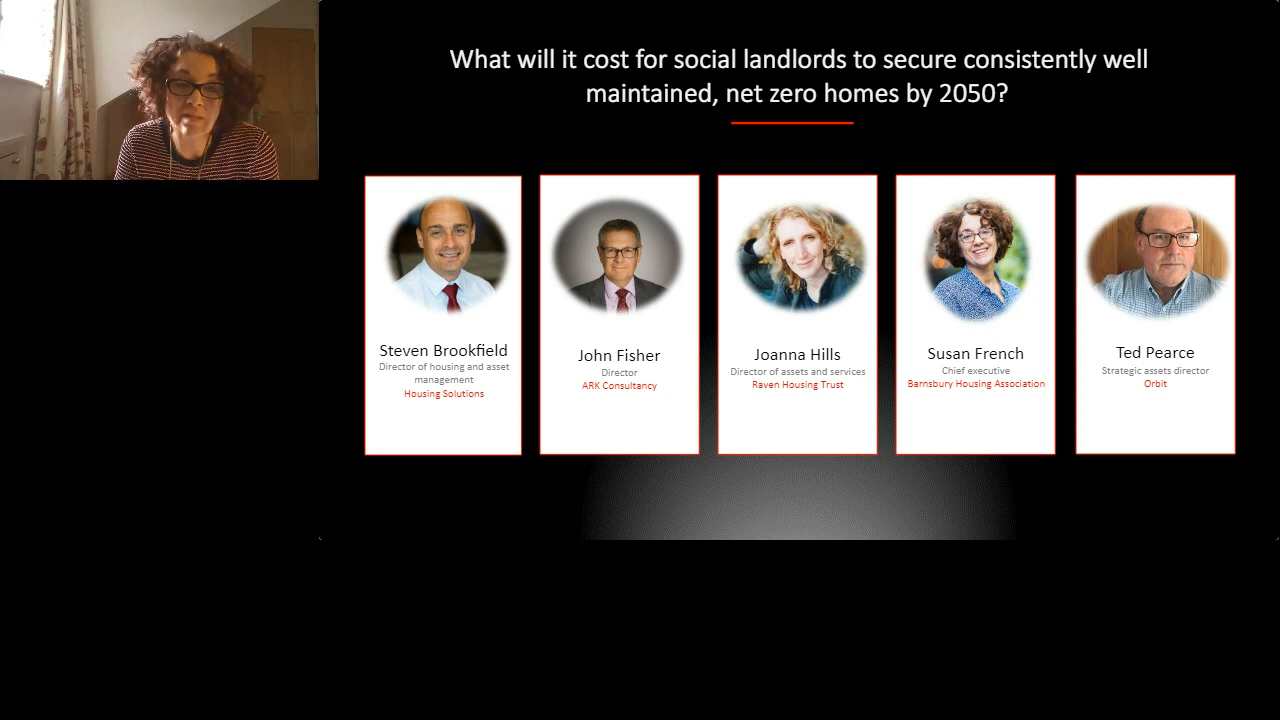 What will it cost for social landlords to secure consistently well
maintained, net zero homes by 2050?
Steven Brookfield
Director of housing and asset
management
Housing Solutions
John Fisher
Director
ARK Consultancy
Joanna Hills
Director of assets and services
Raven Housing Trust
Susan French
Chief executive
Barnsbury Housing Association
Ted Pearce
Strategic assets director
Orbit